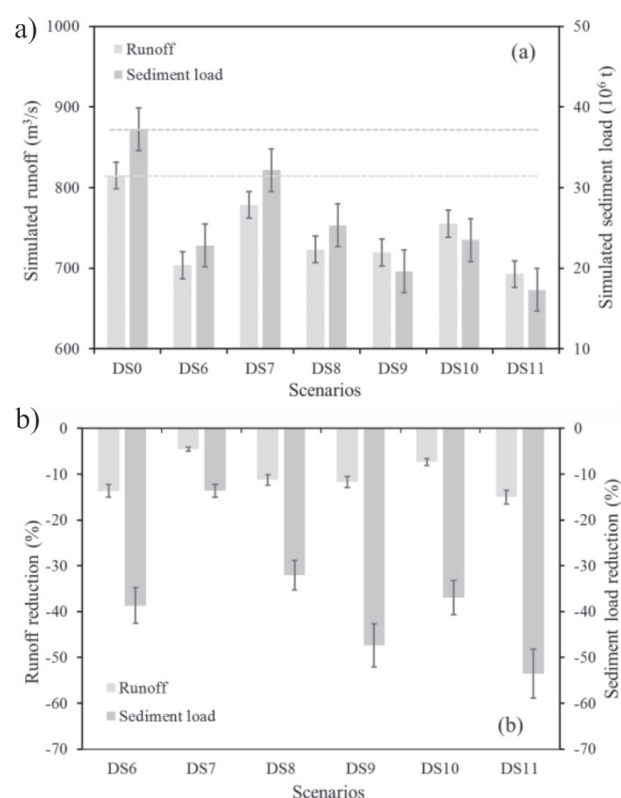 a)
1000
900
800
700
600
Simulated runoff (m³/s)
Runoff
Sediment load
(a)
50
40
30
20
10
Simulated sediment load (10⁶ t)
DS0 DS6 DS7 DS8 DS9 DS10 DS11
Scenarios
b)
0
-10
-20
-30
-40
-50
-60
-70
Runoff reduction (%)
Runoff
Sediment load
(b)
0
-10
-20
-30
-40
-50
-60
-70
Sediment load reduction (%)
DS6 DS7 DS8 DS9 DS10 DS11
Scenarios